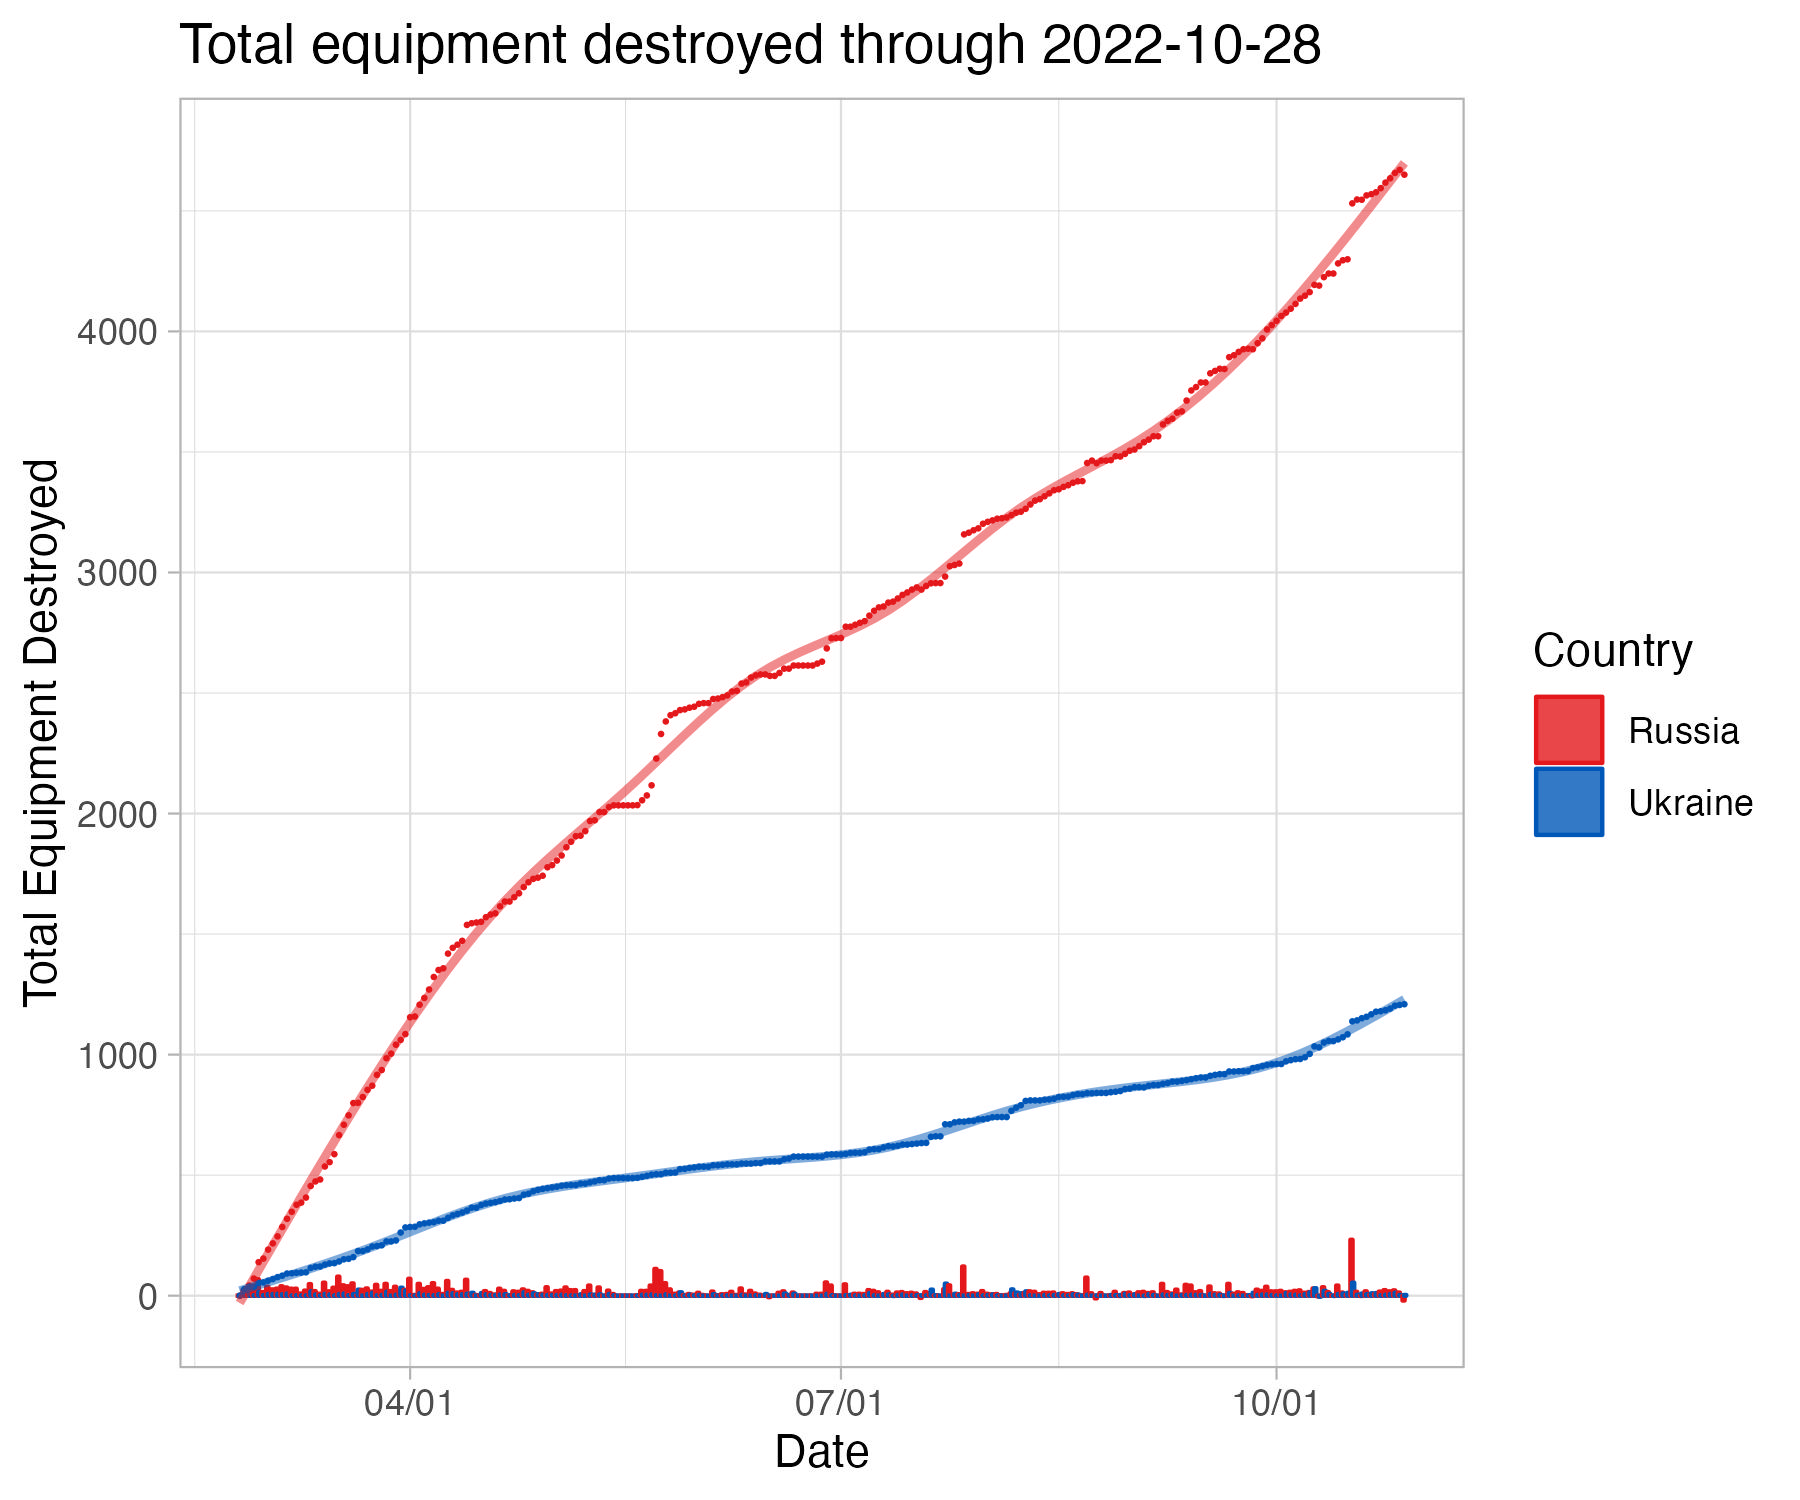 Total equipment destroyed through 2022-10-28
Total Equipment Destroyed
4000
3000
2000
1000
0
04/01
07/01
10/01
Date
Country
Russia
Ukraine